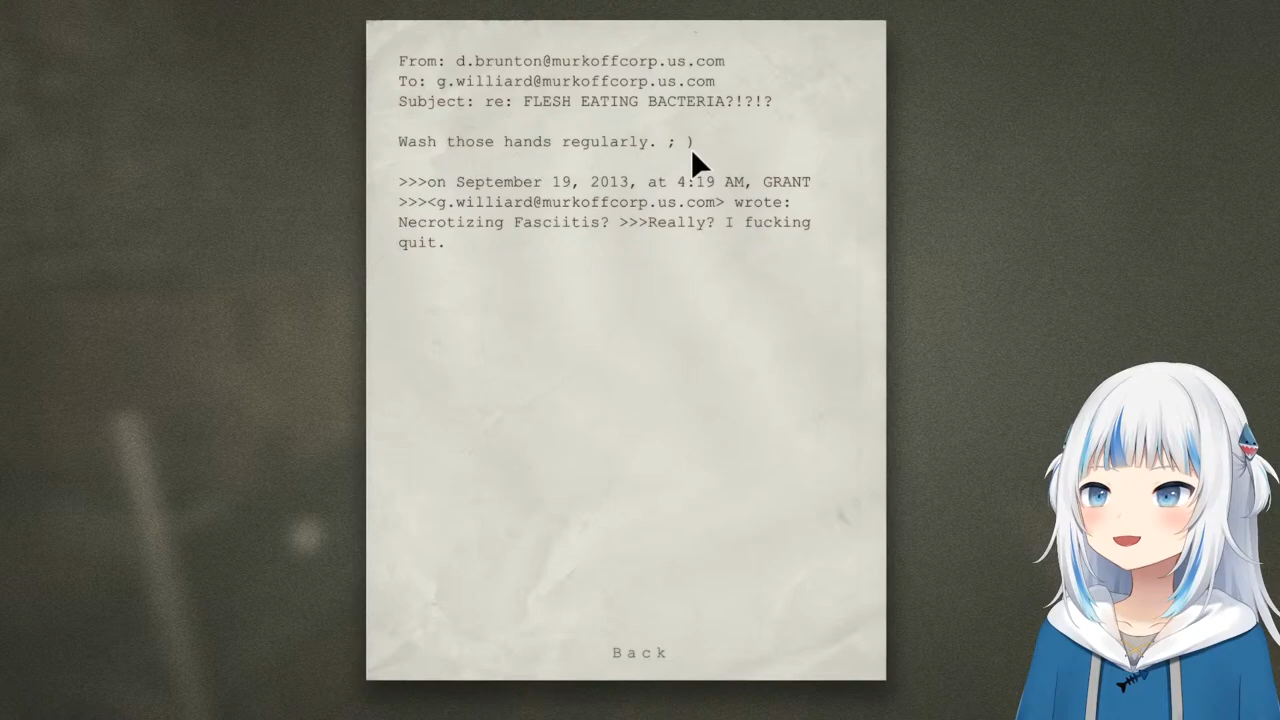 From: d.brunton@murkoffcorp.us.com
To: g.williard@murkoffcorp.us.com
Subject: re: FLESH EATING BACTERIA?!?!?
Wash those hands regularly. ; )
>>>on September 19, 2013, at 4:19 AM, GRANT
>>><g.williard@murkoffcorp.us.com> wrote:
Necrotizing Fasciitis? >>>Really? I fucking
quit.
Back